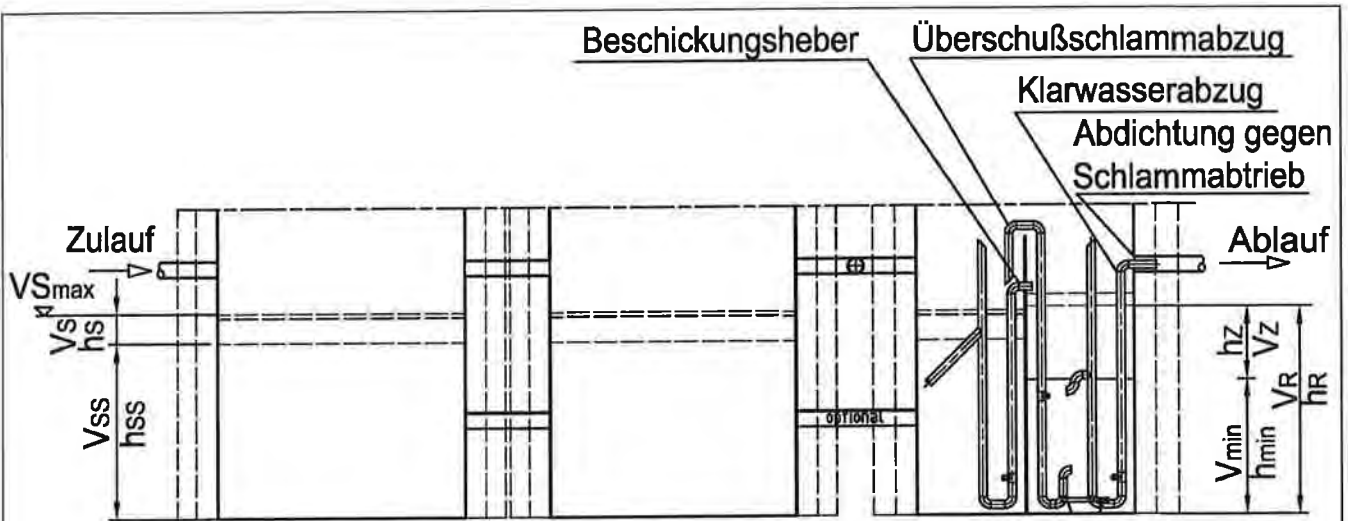 Beschickungsheber
Überschußschlammabzug
Klarwasserabzug
Abdichtung gegen
Schlammabtrieb
Zulauf
Ablauf
VSmax
VS
hS
VSS
hSS
optional
hZ
VZ
VR
hR
Vmin
hmin